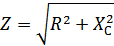 Z = √(R² + X_C²)